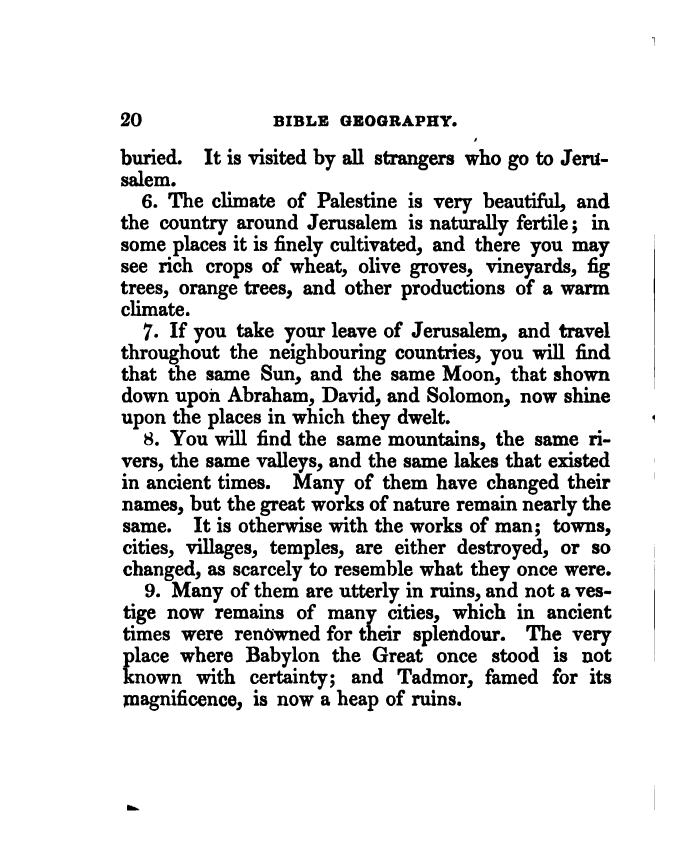 20 BIBLE GEOGRAPHY.
buried. It is visited by all strangers who go to Jeru-
salem.
6. The climate of Palestine is very beautiful, and
the country around Jerusalem is naturally fertile; in
some places it is finely cultivated, and there you may
see rich crops of wheat, olive groves, vineyards, fig
trees, orange trees, and other productions of a warm
climate.
7. If you take your leave of Jerusalem, and travel
throughout the neighbouring countries, you will find
that the same Sun, and the same Moon, that shown
down upon Abraham, David, and Solomon, now shine
upon the places in which they dwelt.
8. You will find the same mountains, the same ri-
vers, the same valleys, and the same lakes that existed
in ancient times. Many of them have changed their
names, but the great works of nature remain nearly the
same. It is otherwise with the works of man; towns,
cities, villages, temples, are either destroyed, or so
changed, as scarcely to resemble what they once were.
9. Many of them are utterly in ruins, and not a ves-
tige now remains of many cities, which in ancient
times were renowned for their splendour. The very
place where Babylon the Great once stood is not
known with certainty; and Tadmor, famed for its
magnificence, is now a heap of ruins.